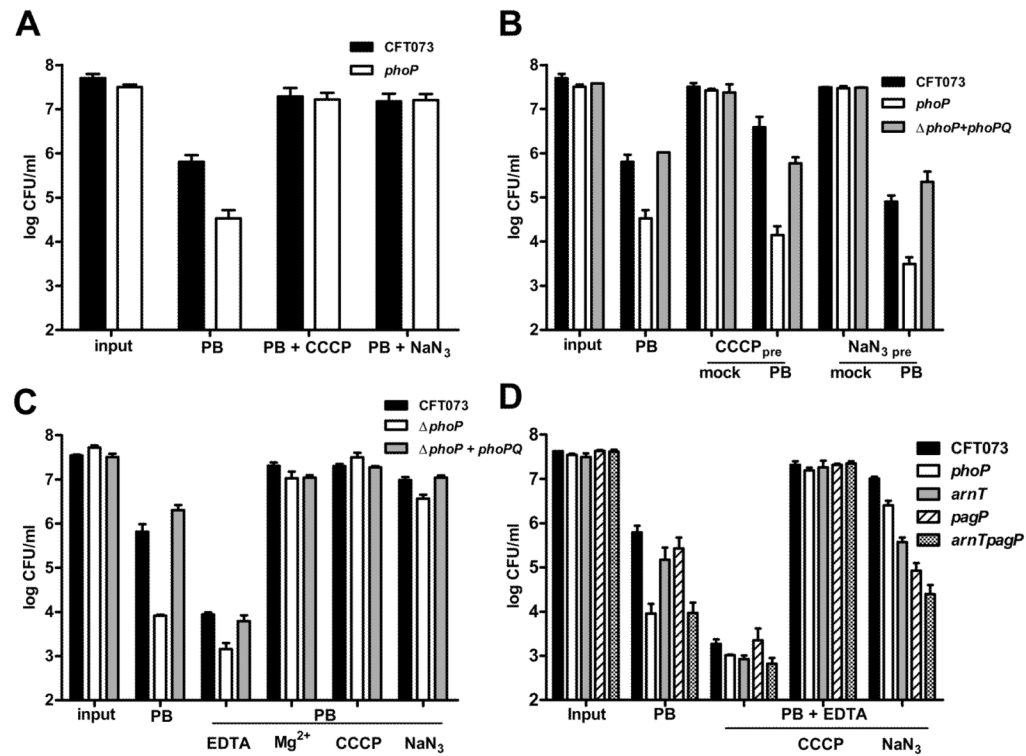 A
CFT073
phoP
log CFU/ml
8
7
6
5
4
3
2
input PB PB + CCCP PB + NaN3
B
CFT073
phoP
ΔphoP+phoPQ
log CFU/ml
8
7
6
5
4
3
2
input PB CCCPpre NaN3 pre
mock PB mock PB
C
CFT073
ΔphoP
ΔphoP + phoPQ
log CFU/ml
8
7
6
5
4
3
2
input PB PB
EDTA Mg2+ CCCP NaN3
D
CFT073
phoP
arnT
pagP
arnTpagP
log CFU/ml
8
7
6
5
4
3
2
Input PB PB + EDTA
CCCP NaN3